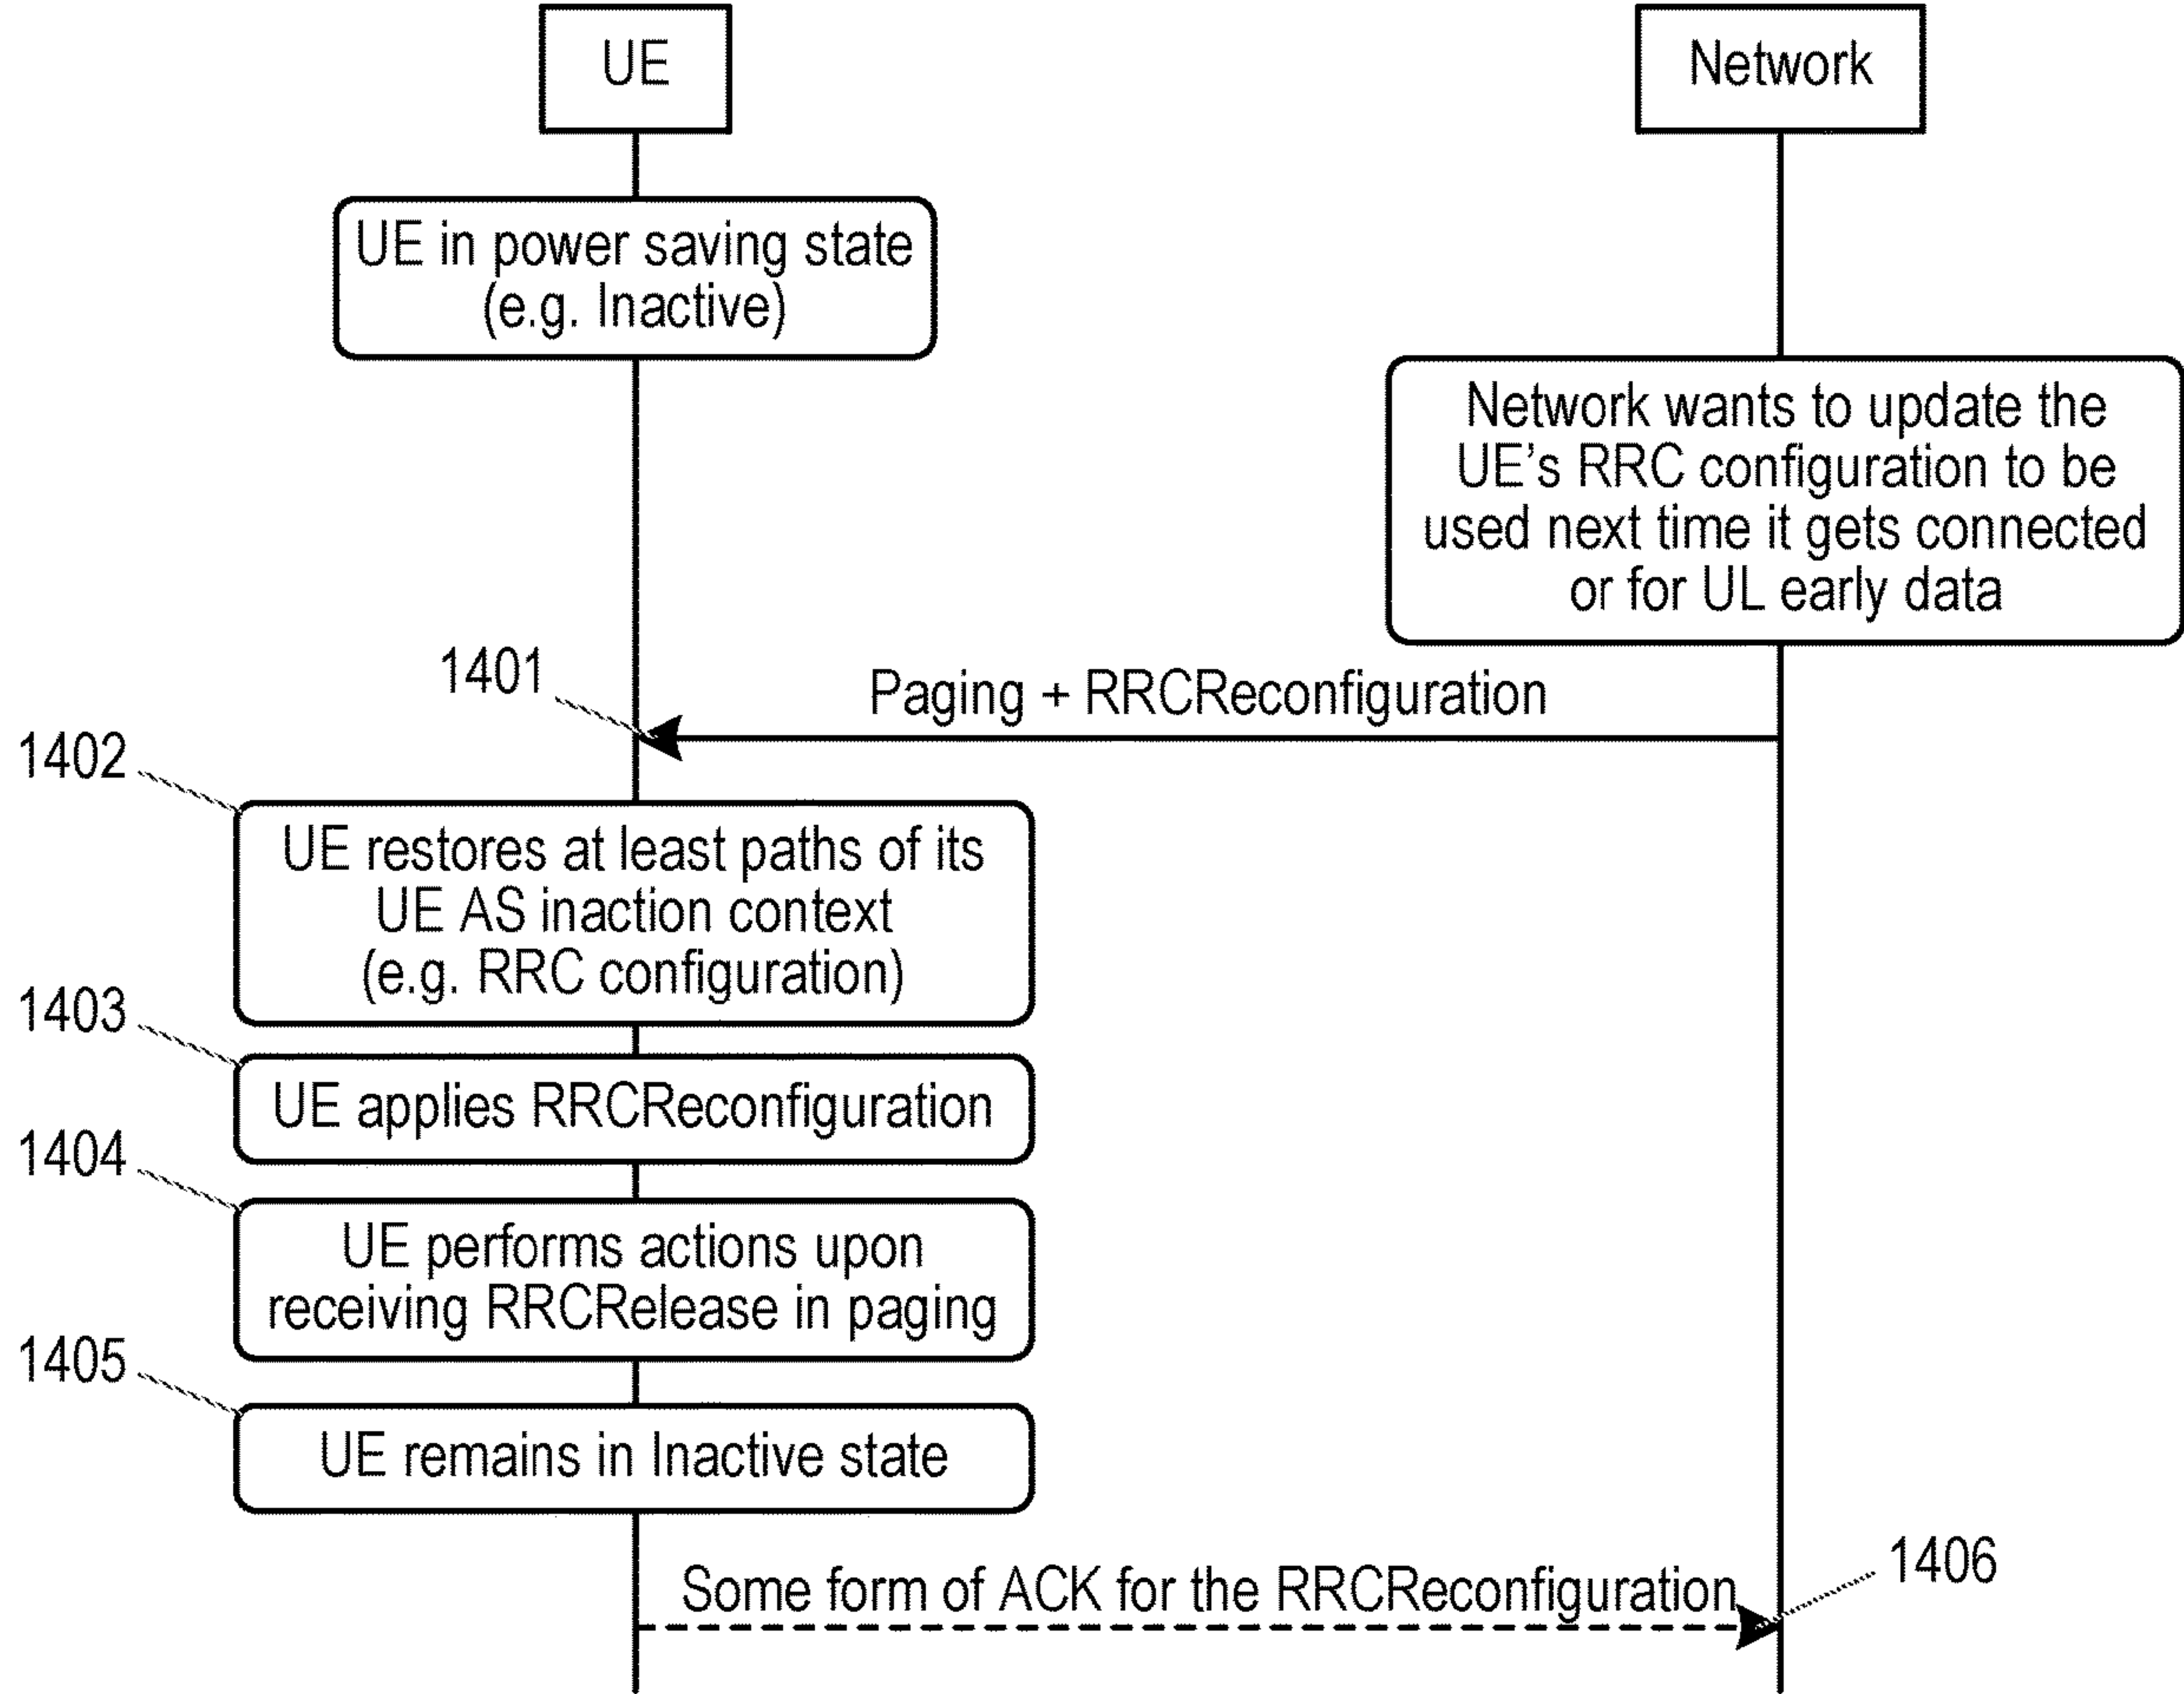 UE
Network
UE in power saving state
(e.g. Inactive)
Network wants to update the
UE's RRC configuration to be
used next time it gets connected
or for UL early data
1401
Paging + RRCReconfiguration
1402
UE restores at least paths of its
UE AS inaction context
(e.g. RRC configuration)
1403
UE applies RRCReconfiguration
1404
UE performs actions upon
receiving RRCRelease in paging
1405
UE remains in Inactive state
Some form of ACK for the RRCReconfiguration
1406